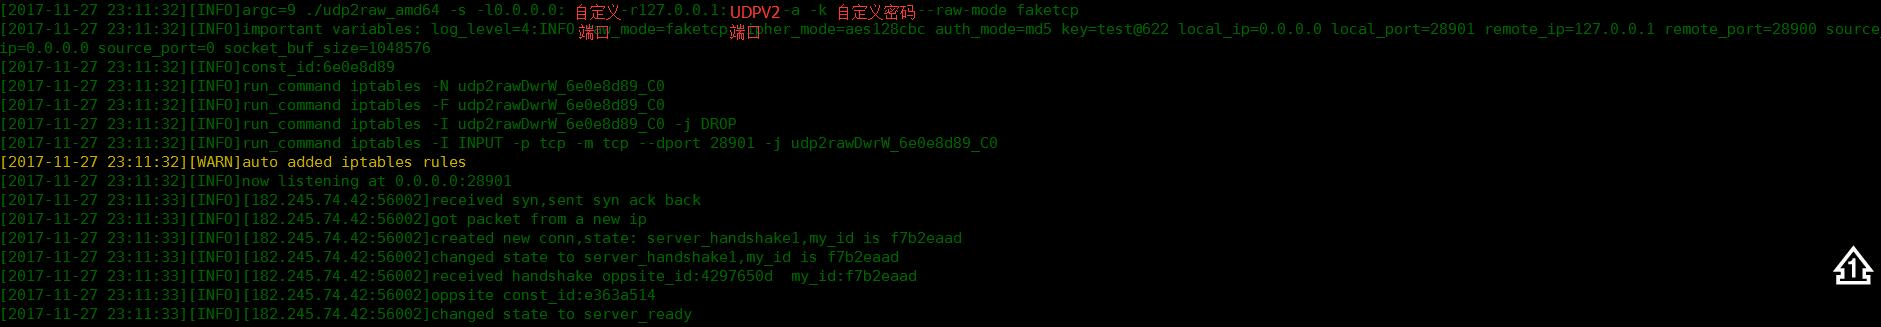 [2017-11-27 23:11:32][INFO]argc=9 ./udp2raw_amd64 -s -l0.0.0.0: 自定义 -r127.0.0.1: UDPV2 -a -k 自定义密码 --raw-mode faketcp
[2017-11-27 23:11:32][INFO]important variables: log_level=4:INFO 端口 w_mode=faketcp 端口 pher_mode=aes128cbc auth_mode=md5 key=test@622 local_ip=0.0.0.0 local_port=28901 remote_ip=127.0.0.1 remote_port=28900 source
ip=0.0.0.0 source_port=0 socket_buf_size=1048576
[2017-11-27 23:11:32][INFO]const_id:6e0e8d89
[2017-11-27 23:11:32][INFO]run_command iptables -N udp2rawDwrW_6e0e8d89_C0
[2017-11-27 23:11:32][INFO]run_command iptables -F udp2rawDwrW_6e0e8d89_C0
[2017-11-27 23:11:32][INFO]run_command iptables -I udp2rawDwrW_6e0e8d89_C0 -j DROP
[2017-11-27 23:11:32][INFO]run_command iptables -I INPUT -p tcp -m tcp --dport 28901 -j udp2rawDwrW_6e0e8d89_C0
[2017-11-27 23:11:32][WARN]auto added iptables rules
[2017-11-27 23:11:32][INFO]now listening at 0.0.0.0:28901
[2017-11-27 23:11:33][INFO][182.245.74.42:56002]received syn,sent syn ack back
[2017-11-27 23:11:33][INFO][182.245.74.42:56002]got packet from a new ip
[2017-11-27 23:11:33][INFO][182.245.74.42:56002]created new conn,state: server_handshake1,my_id is f7b2eaad
[2017-11-27 23:11:33][INFO][182.245.74.42:56002]changed state to server_handshake1,my_id is f7b2eaad
[2017-11-27 23:11:33][INFO][182.245.74.42:56002]received handshake oppsite_id:4297650d  my_id:f7b2eaad
[2017-11-27 23:11:33][INFO][182.245.74.42:56002]oppsite const_id:e363a514
[2017-11-27 23:11:33][INFO][182.245.74.42:56002]changed state to server_ready
1